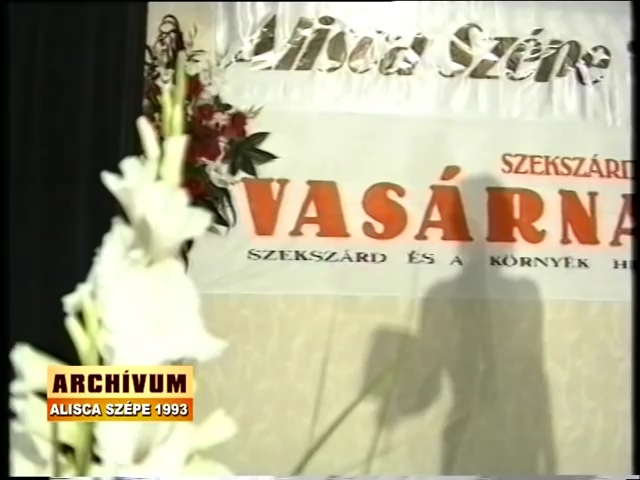 Alisca Szépe
SZEKSZÁRD
VASÁRNA
SZEKSZÁRD ÉS A KÖRNYÉK
ARCHÍVUM
ALISCA SZÉPE 1993